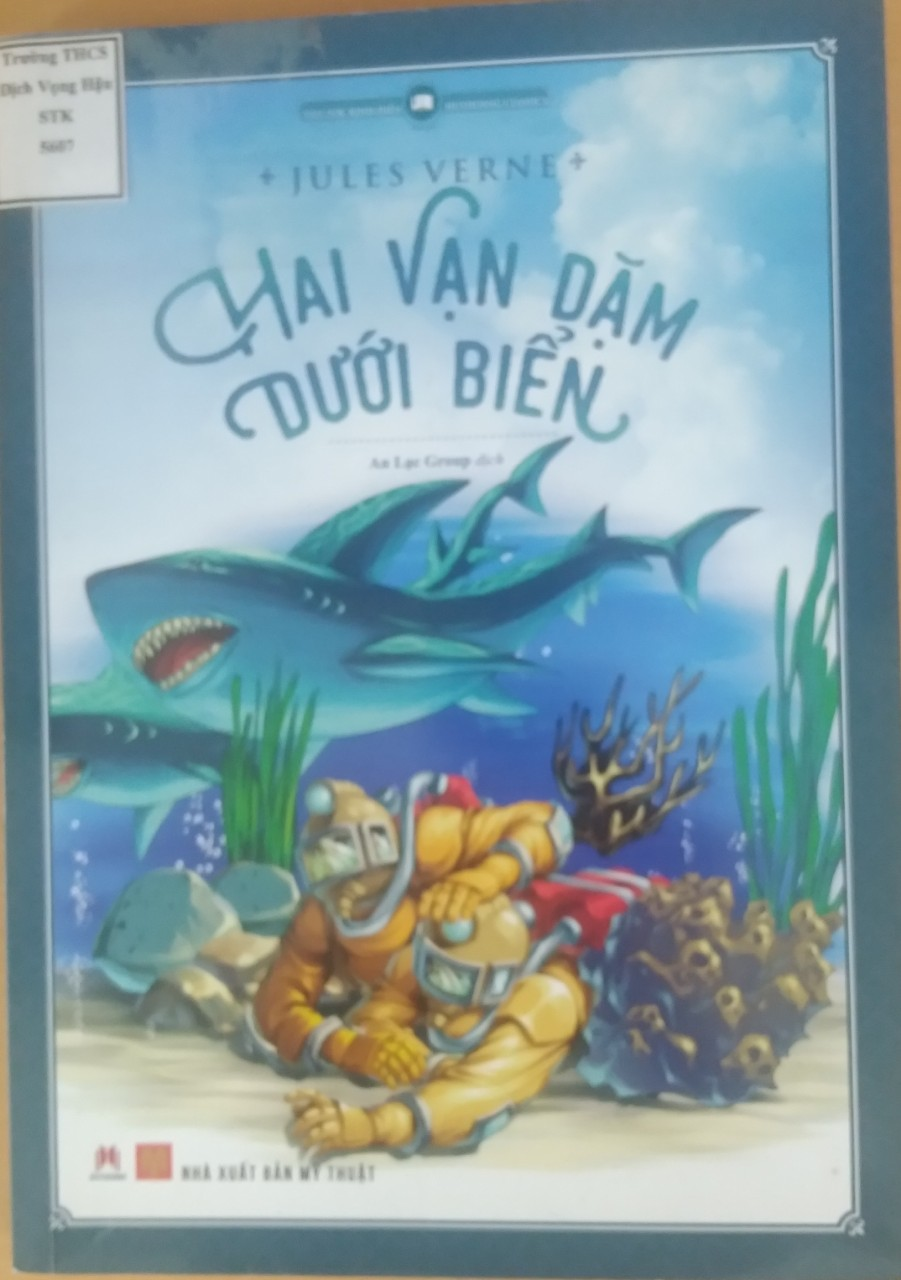 Trường THCS
Dịch Vọng Hậu
STK
5607
JULES VERNE
HAI VẠN DẶM
DƯỚI BIỂN
An Lạc Group dịch
NHÀ XUẤT BẢN MỸ THUẬT